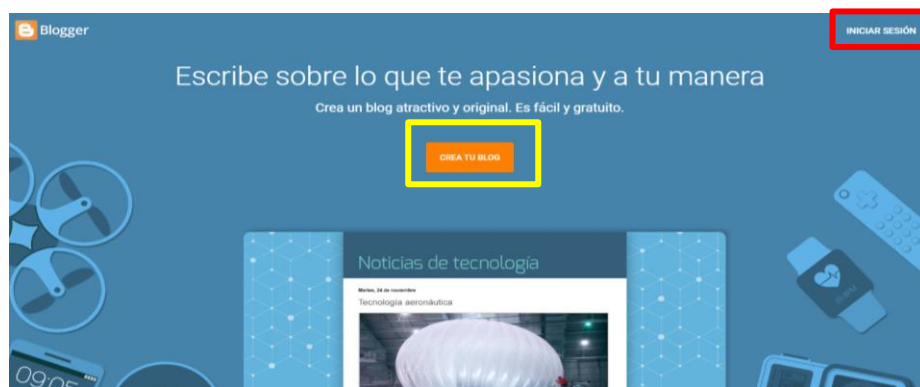 Blogger
INICIAR SESIÓN
Escribe sobre lo que te apasiona y a tu manera
Crea un blog atractivo y original. Es fácil y gratuito.
CREA TU BLOG
Noticias de tecnología
Martes, 24 de noviembre
Tecnología aeronáutica
09:05
BPM